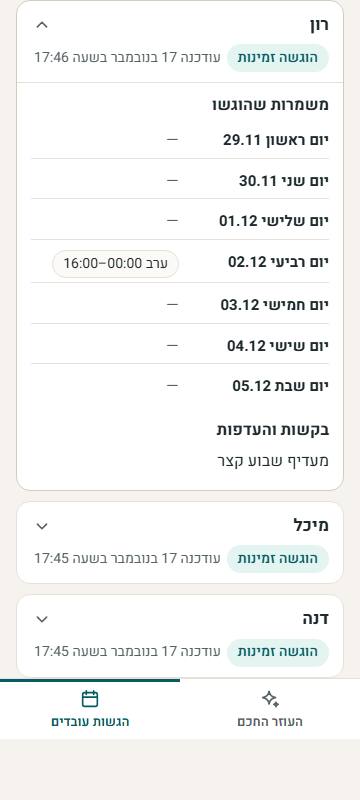 רון
הוגשה זמינות עודכנה 17 בנובמבר בשעה 17:46
משמרות שהוגשו
יום ראשון 29.11 —
יום שני 30.11 —
יום שלישי 01.12 —
יום רביעי 02.12 ערב 16:00–00:00
יום חמישי 03.12 —
יום שישי 04.12 —
יום שבת 05.12 —
בקשות והעדפות
מעדיף שבוע קצר
מיכל
הוגשה זמינות עודכנה 17 בנובמבר בשעה 17:45
דנה
הוגשה זמינות עודכנה 17 בנובמבר בשעה 17:45
העוזר החכם הגשות עובדים